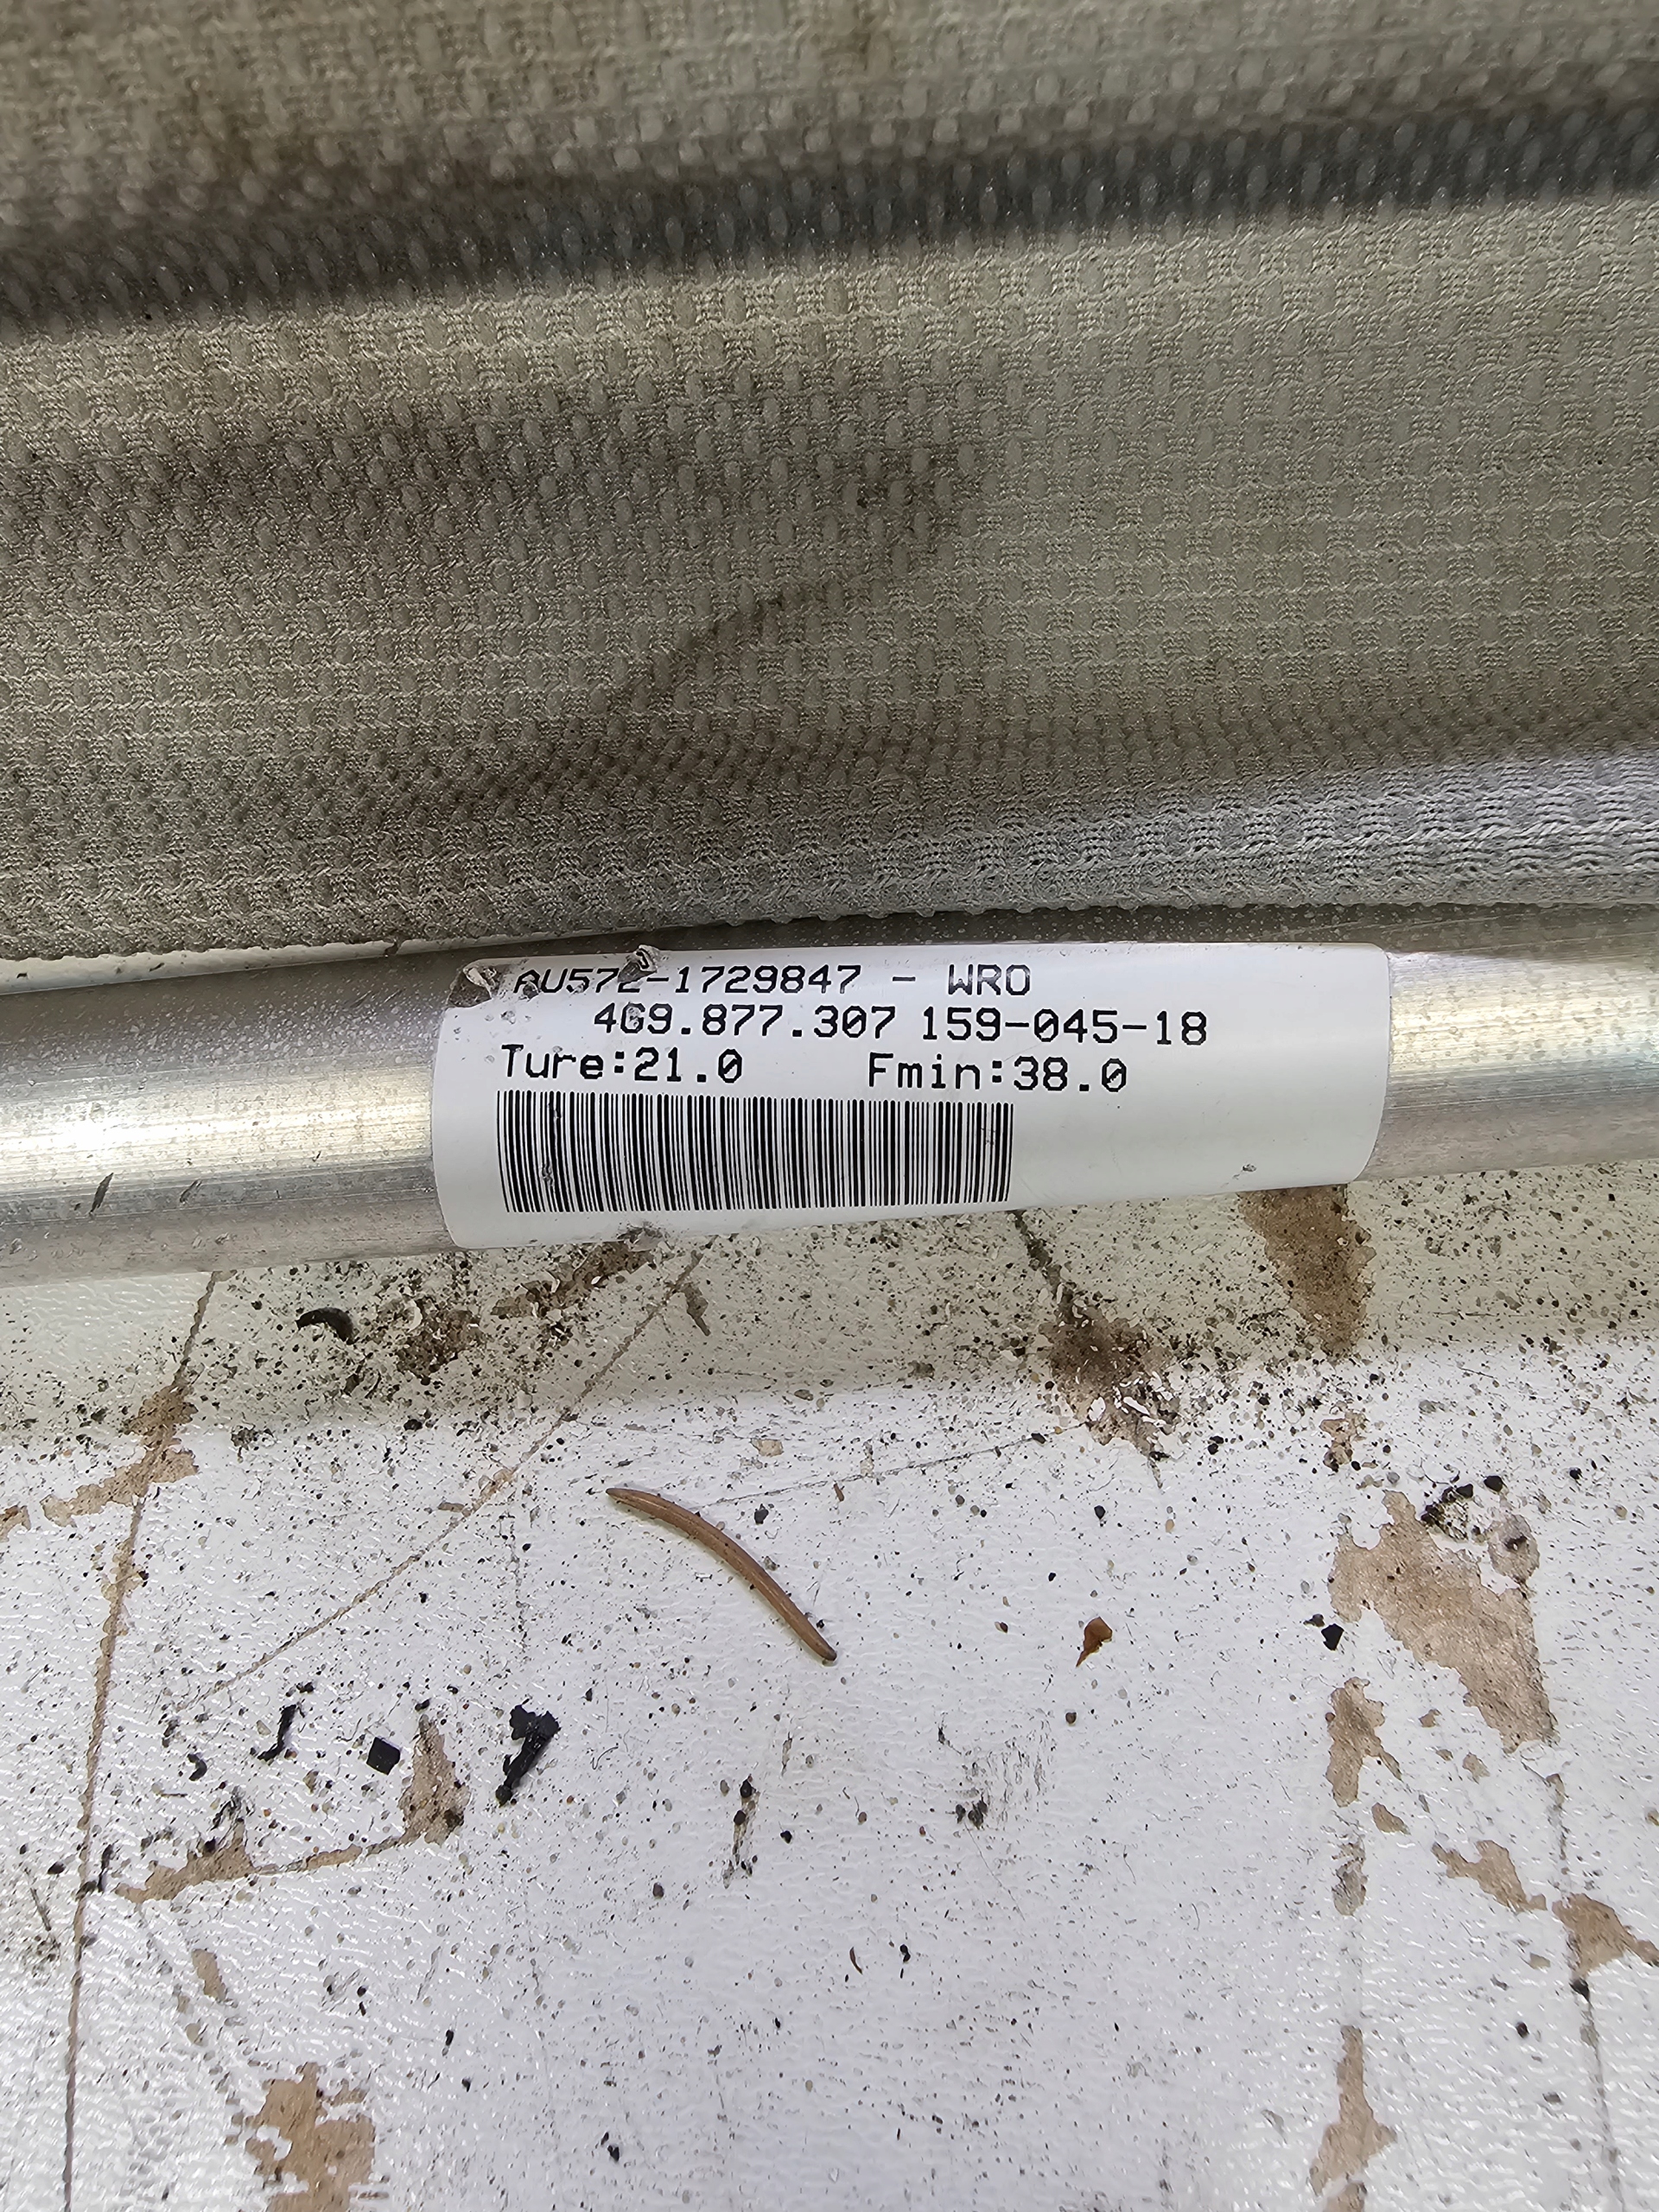 AU572-1729847 - WRO
4G9.877.307 159-045-18
Ture:21.0 Fmin:38.0